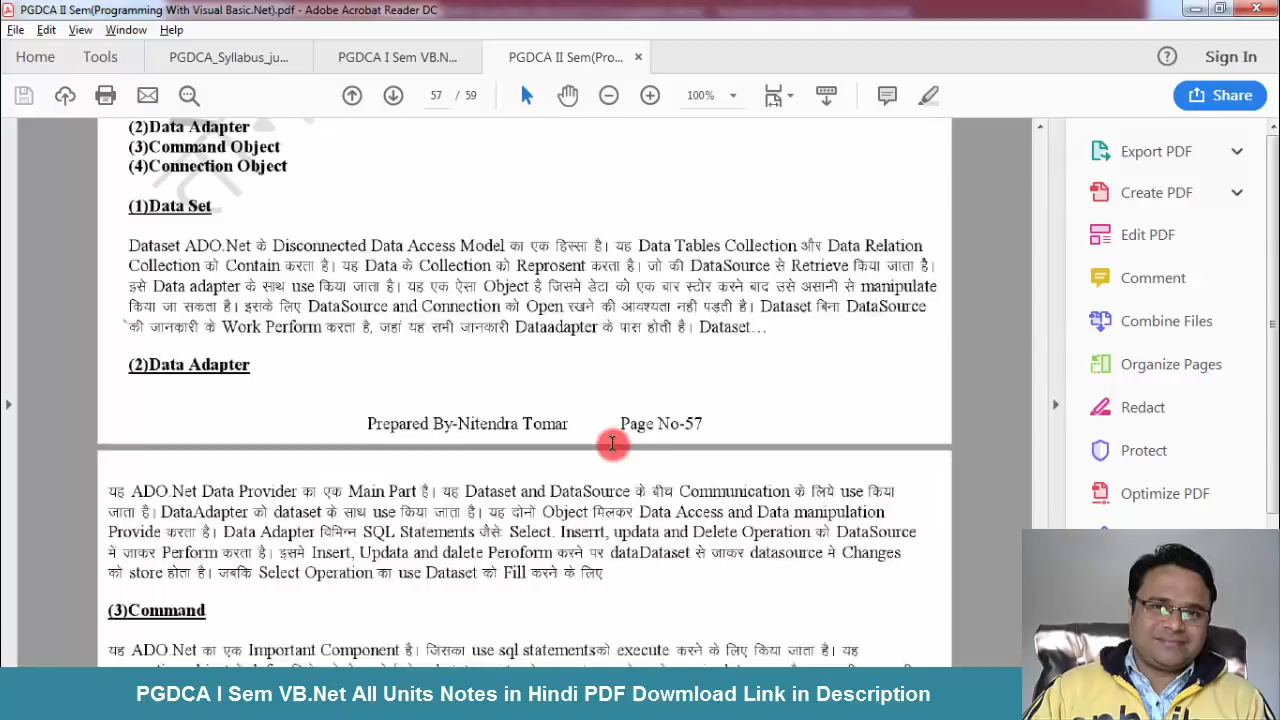 PGDCA II Sem(Programming With Visual Basic.Net).pdf - Adobe Acrobat Reader DC
File Edit View Window Help
Home Tools PGDCA_Syllabus_ju... PGDCA I Sem VB.N... PGDCA II Sem(Pro... × Sign In
57 / 59 100% Share
(2)Data Adapter
(3)Command Object
(4)Connection Object
(1)Data Set
Dataset ADO.Net के Disconnected Data Access Model का एक हिस्सा है। यह Data Tables Collection और Data Relation
Collection को Contain करता है। यह Data के Collection को Reprosent करता है। जो की DataSource से Retrieve किया जाता है।
इसे Data adapter के साथ use किया जाता है। यह एक ऐसा Object है जिसमे डेटा को एक बार स्टोर करने बाद उसे असानी से manipulate
किया जा सकता है। इसके लिए DataSource and Connection को Open रखने की आवश्यता नही पड़ती है। Dataset बिना DataSource
की जानकारी के Work Perform करता है, जहां यह सभी जानकारी Dataadapter के पास होती है। Dataset...
(2)Data Adapter
Prepared By-Nitendra Tomar Page No-57
यह ADO.Net Data Provider का एक Main Part है। यह Dataset and DataSource के बीच Communication के लिये use किया
जाता है। DataAdapter को dataset के साथ use किया जाता है। यह दोनों Object मिलकर Data Access and Data manipulation
Provide करता है। Data Adapter विभिन्न SQL Statements जैसेः Select. Inserrt, updata and Delete Operation को DataSource
मे जाकर Perform करता है। इसमे Insert, Updata and dalete Peroform करने पर dataDataset से जाकर datasource मे Changes
को store होता है। जबकि Select Operation का use Dataset को Fill करने के लिए
(3)Command
यह ADO.Net का एक Important Component है। जिसका use sql statementsको execute करने के लिए किया जाता है। यह
Export PDF
Create PDF
Edit PDF
Comment
Combine Files
Organize Pages
Redact
Protect
Optimize PDF
PGDCA I Sem VB.Net All Units Notes in Hindi PDF Dowmload Link in Description